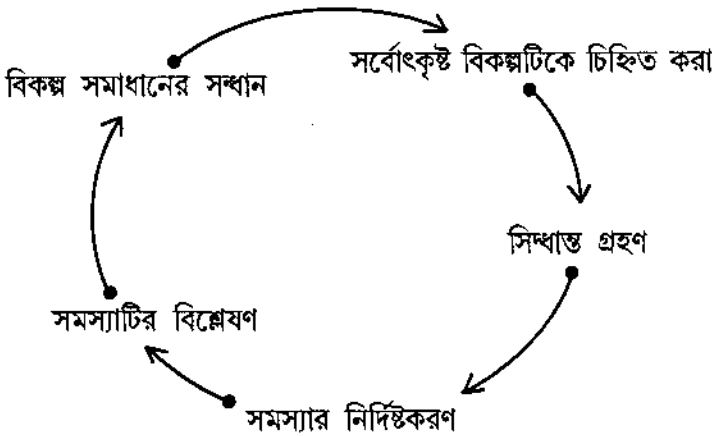 সর্বোৎকৃষ্ট বিকল্পটিকে চিহ্নিত করা
বিকল্প সমাধানের সন্ধান
সিদ্ধান্ত গ্রহণ
সমস্যাটির বিশ্লেষণ
সমস্যার নির্দিষ্টকরণ